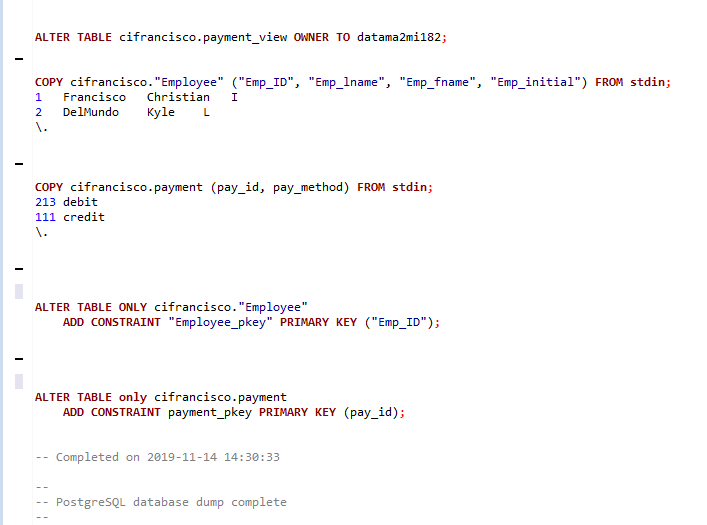 ALTER TABLE cifrancisco.payment_view OWNER TO datama2mi182;
COPY cifrancisco."Employee" ("Emp_ID", "Emp_lname", "Emp_fname", "Emp_initial") FROM stdin;
1   Francisco   Christian   I
2   DelMundo    Kyle    L
\.
COPY cifrancisco.payment (pay_id, pay_method) FROM stdin;
213 debit
111 credit
\.
ALTER TABLE ONLY cifrancisco."Employee"
    ADD CONSTRAINT "Employee_pkey" PRIMARY KEY ("Emp_ID");
ALTER TABLE only cifrancisco.payment
    ADD CONSTRAINT payment_pkey PRIMARY KEY (pay_id);
-- Completed on 2019-11-14 14:30:33
--
-- PostgreSQL database dump complete
--